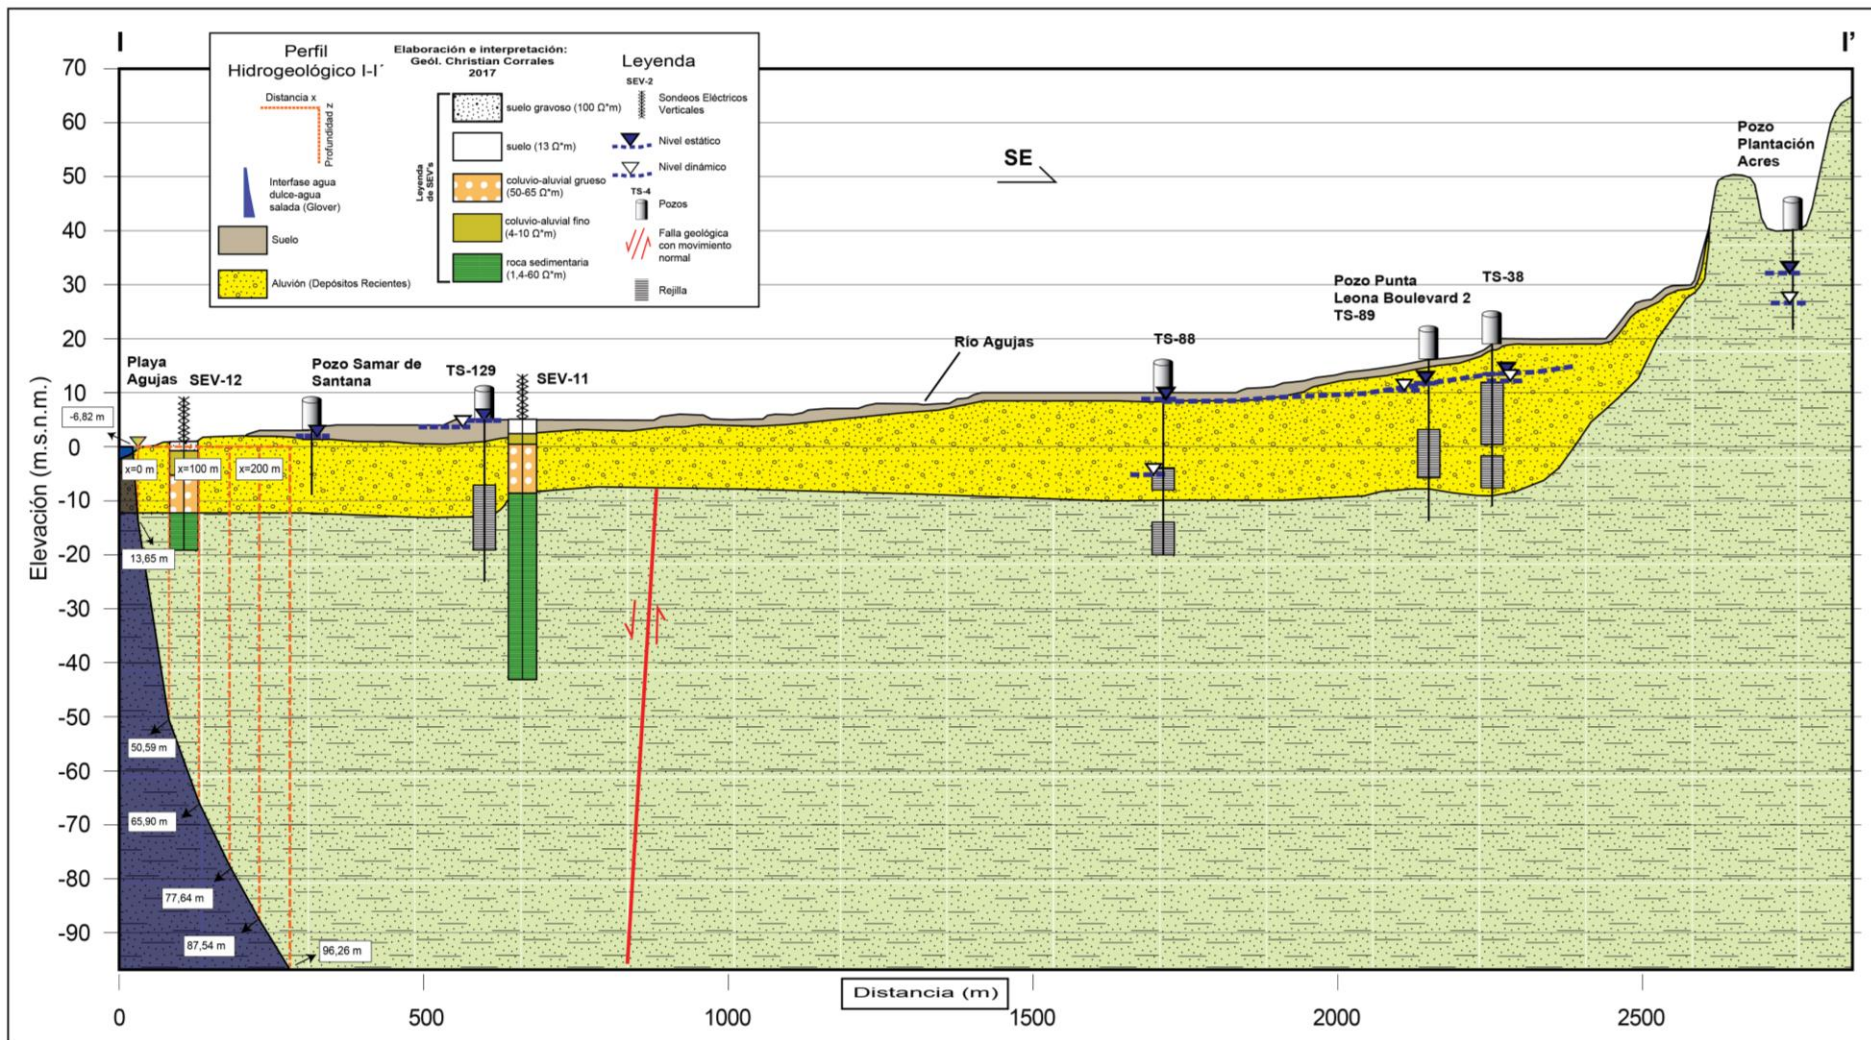 I
I'
Perfil
Hidrogeológico I-I´
Elaboración e interpretación:
Geól. Christian Corrales
2017
Leyenda
Distancia x
Profundidad z
Interfase agua
dulce-agua
salada (Glover)
Suelo
Aluvión (Depósitos Recientes)
Leyenda
de SEV's
suelo gravoso (100 Ω*m)
suelo (13 Ω*m)
coluvio-aluvial grueso
(50-65 Ω*m)
coluvio-aluvial fino
(4-10 Ω*m)
roca sedimentaria
(1,4-60 Ω*m)
SEV-2
Sondeos Eléctricos
Verticales
Nivel estático
Nivel dinámico
TS-4
Pozos
Falla geológica
con movimiento
normal
Rejilla
SE
Pozo
Plantación
Acres
Pozo Punta
Leona Boulevard 2
TS-89
TS-38
TS-88
Río Agujas
Playa
Agujas
SEV-12
Pozo Samar de
Santana
TS-129
SEV-11
-6,82 m
x=0 m
x=100 m
x=200 m
13,65 m
50,59 m
65,90 m
77,64 m
87,54 m
96,26 m
Elevación (m.s.n.m.)
70
60
50
40
30
20
10
0
-10
-20
-30
-40
-50
-60
-70
-80
-90
Distancia (m)
0
500
1000
1500
2000
2500